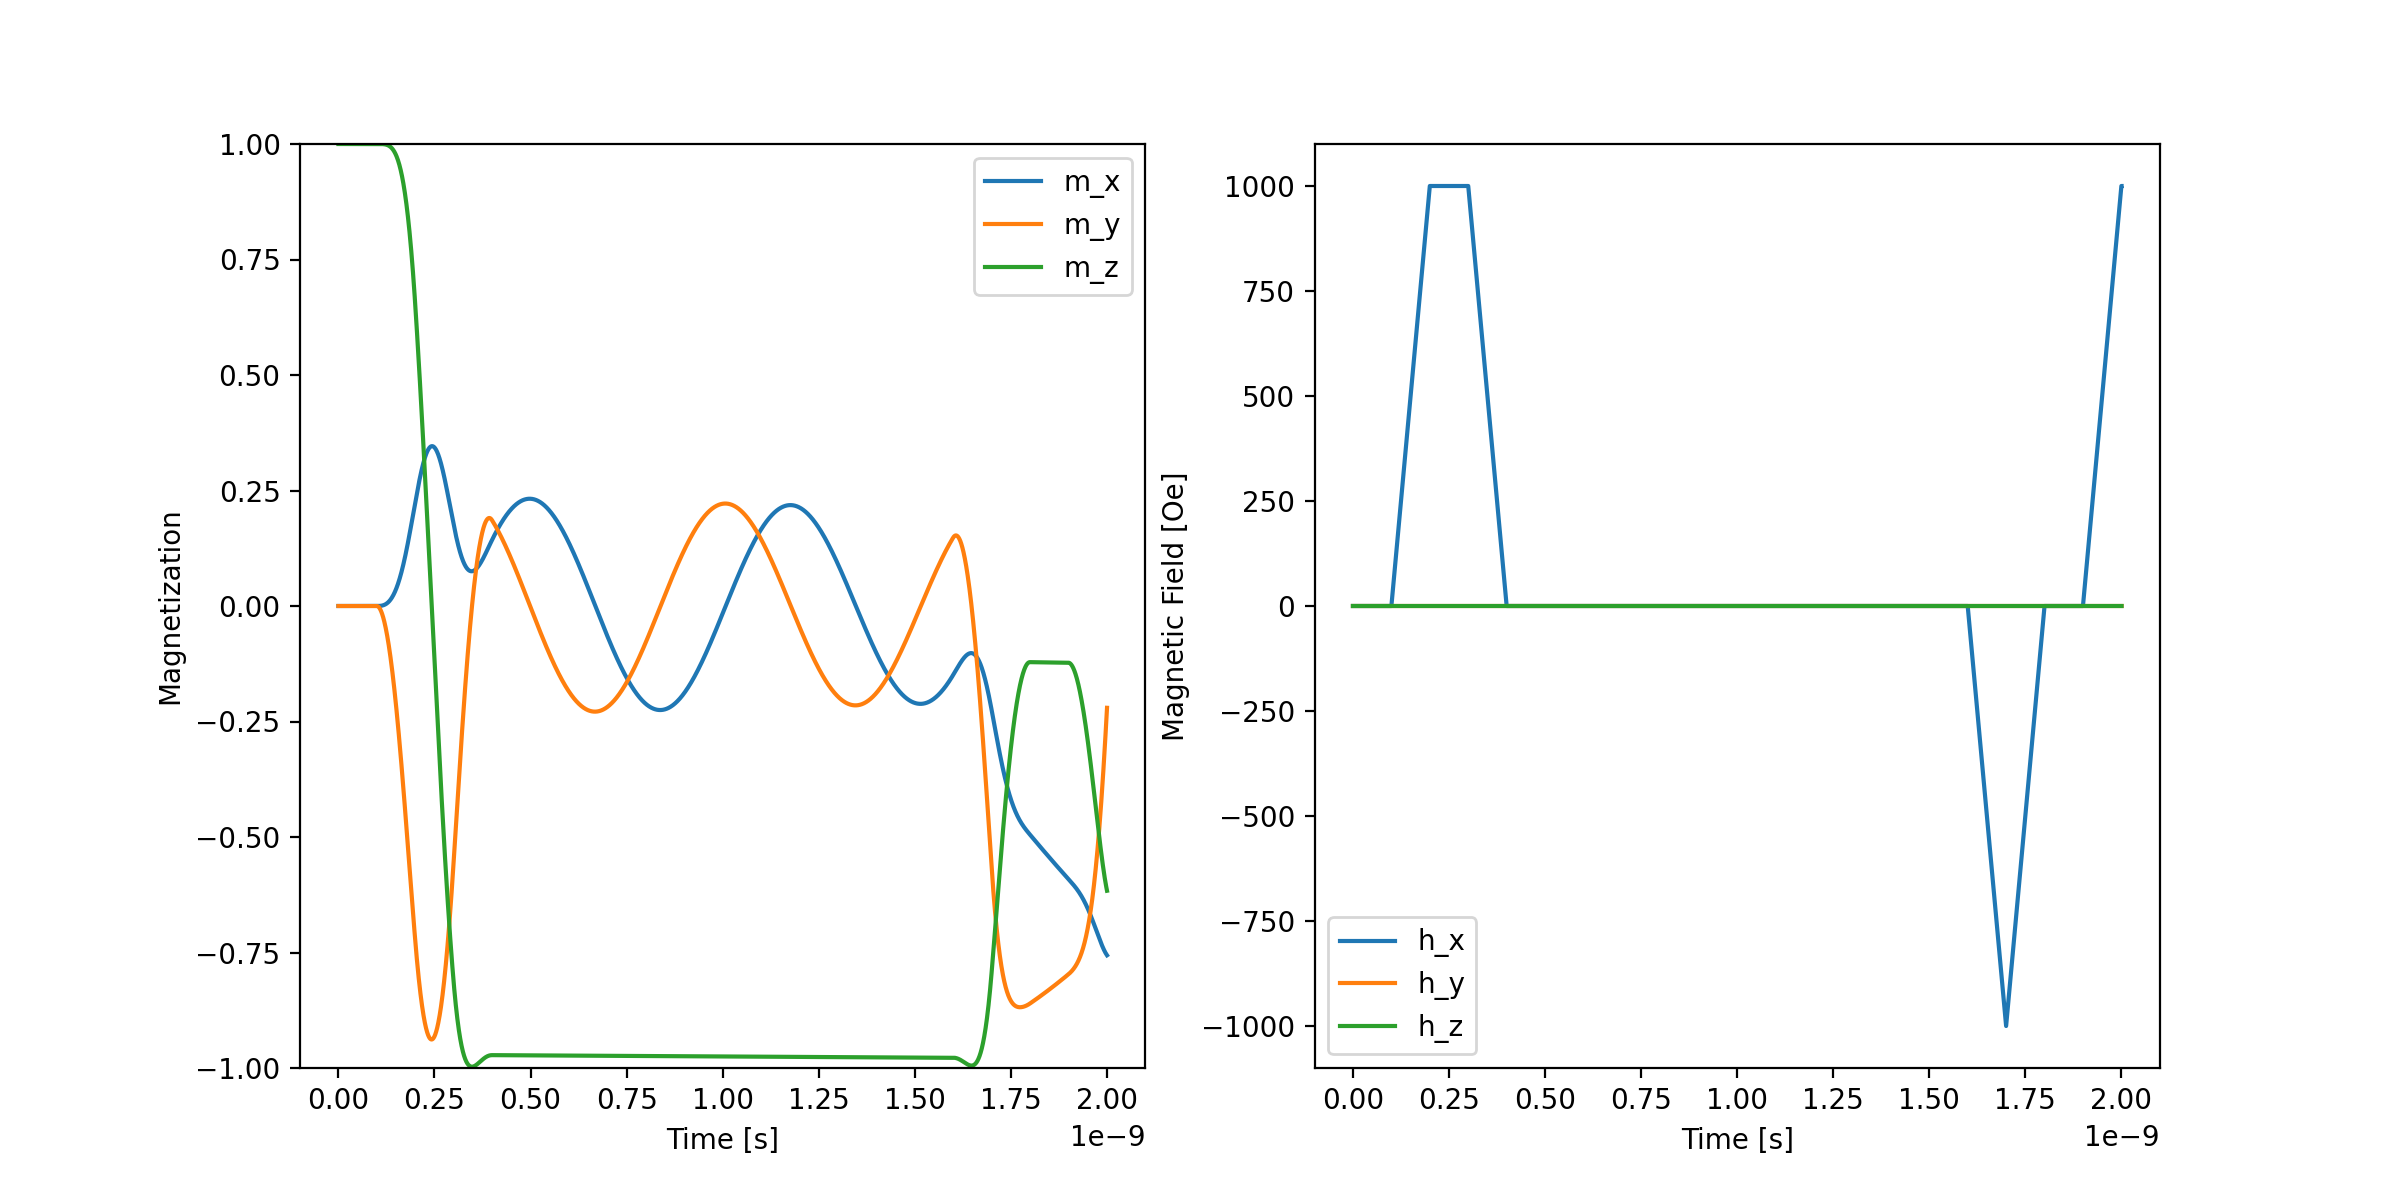 1.00
0.75
0.50
0.25
0.00
−0.25
−0.50
−0.75
−1.00
Magnetization
m_x
m_y
m_z
0.00 0.25 0.50 0.75 1.00 1.25 1.50 1.75 2.00
Time [s]
1e−9
1000
750
500
250
0
−250
−500
−750
−1000
Magnetic Field [Oe]
h_x
h_y
h_z
0.00 0.25 0.50 0.75 1.00 1.25 1.50 1.75 2.00
Time [s]
1e−9